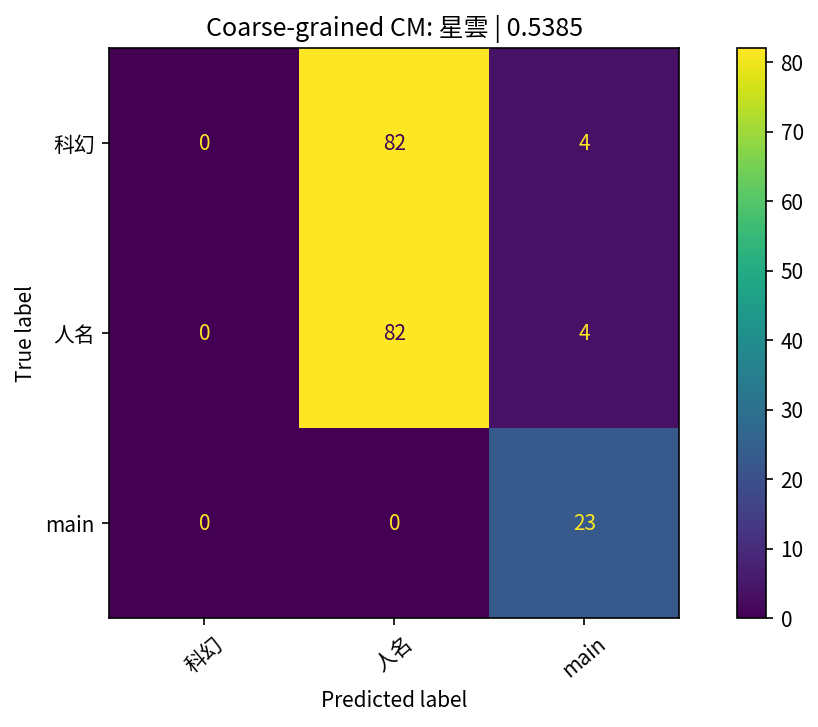 Coarse-grained CM: 星雲 | 0.5385
True label
科幻 0 82 4
人名 0 82 4
main 0 0 23
科幻 人名 main
Predicted label
80
70
60
50
40
30
20
10
0